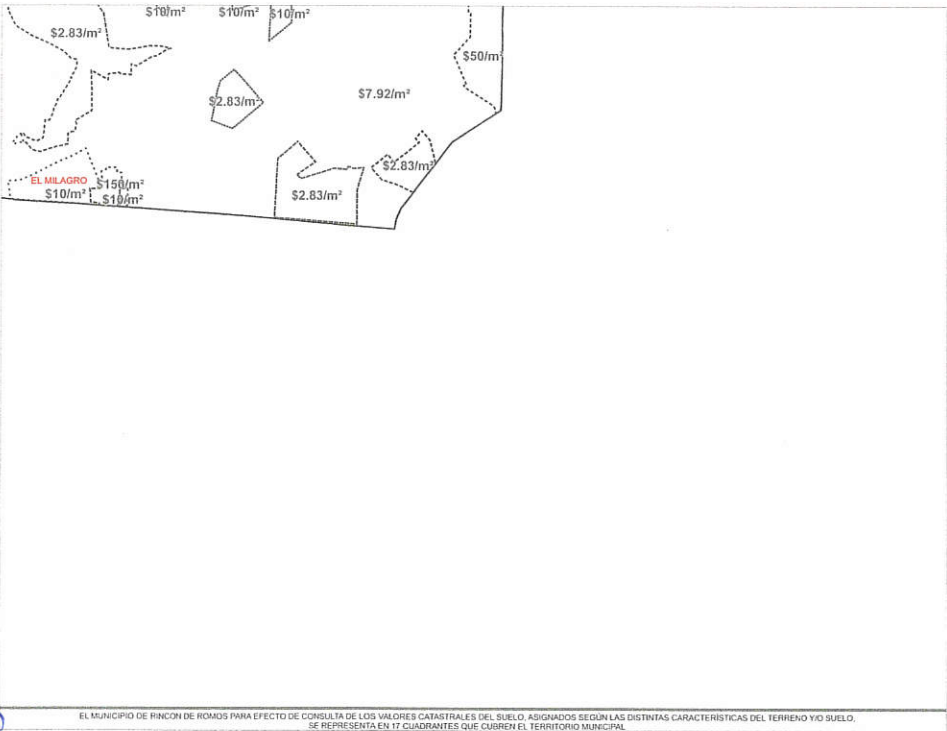 $10/m² $10/m² $10/m²
$2.83/m²
$50/m²
$7.92/m²
$2.83/m²
$2.83/m²
EL MILAGRO
$150/m²
$10/m²
$2.83/m²
$10/m²
EL MUNICIPIO DE RINCON DE ROMOS PARA EFECTO DE CONSULTA DE LOS VALORES CATASTRALES DEL SUELO, ASIGNADOS SEGÚN LAS DISTINTAS CARACTERÍSTICAS DEL TERRENO Y/O SUELO,
SE REPRESENTA EN 17 CUADRANTES QUE CUBREN EL TERRITORIO MUNICIPAL